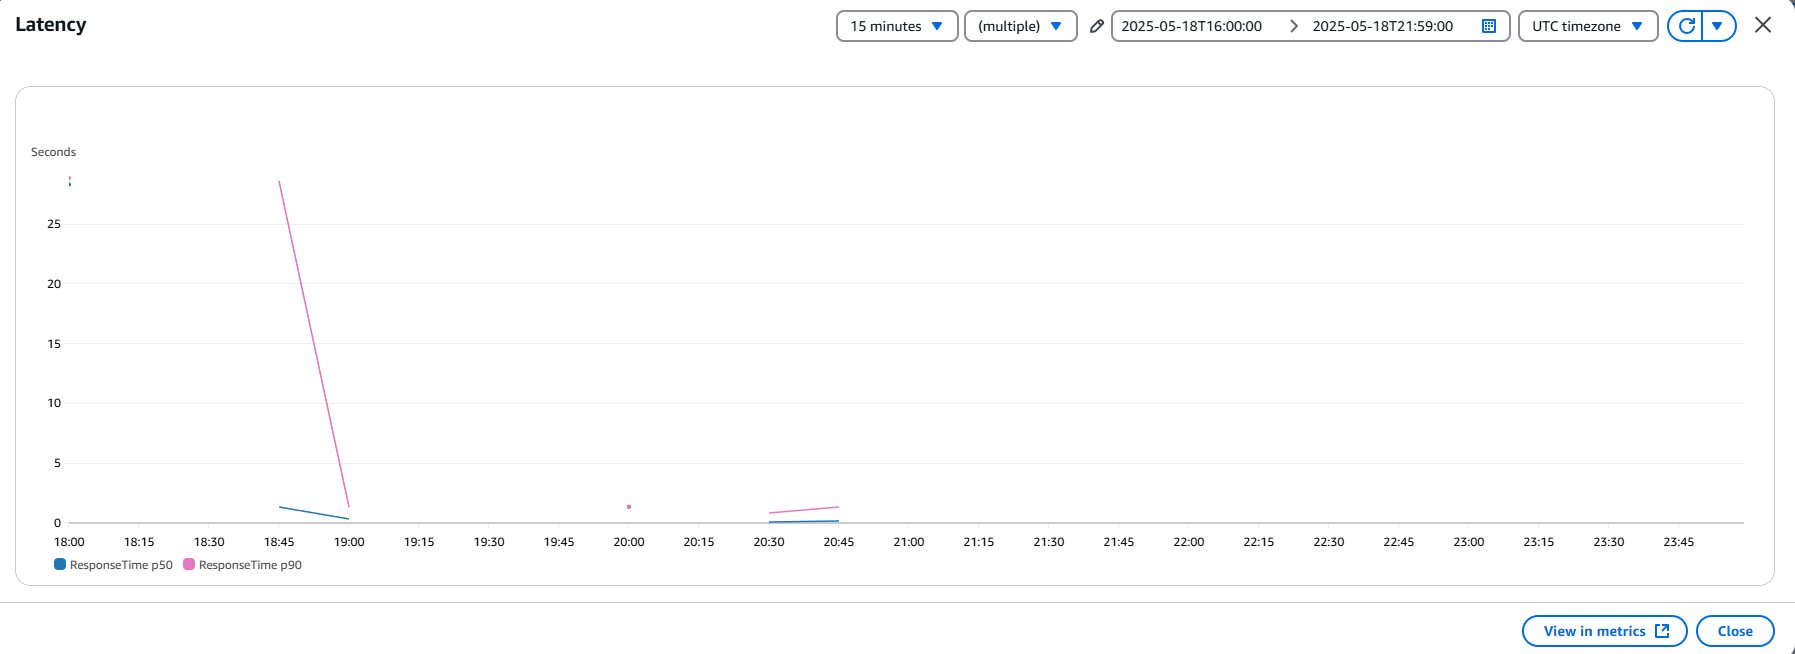 Latency
15 minutes
(multiple)
2025-05-18T16:00:00
2025-05-18T21:59:00
UTC timezone
Seconds
25
20
15
10
5
0
18:00 18:15 18:30 18:45 19:00 19:15 19:30 19:45 20:00 20:15 20:30 20:45 21:00 21:15 21:30 21:45 22:00 22:15 22:30 22:45 23:00 23:15 23:30 23:45
ResponseTime p50 ResponseTime p90
View in metrics
Close